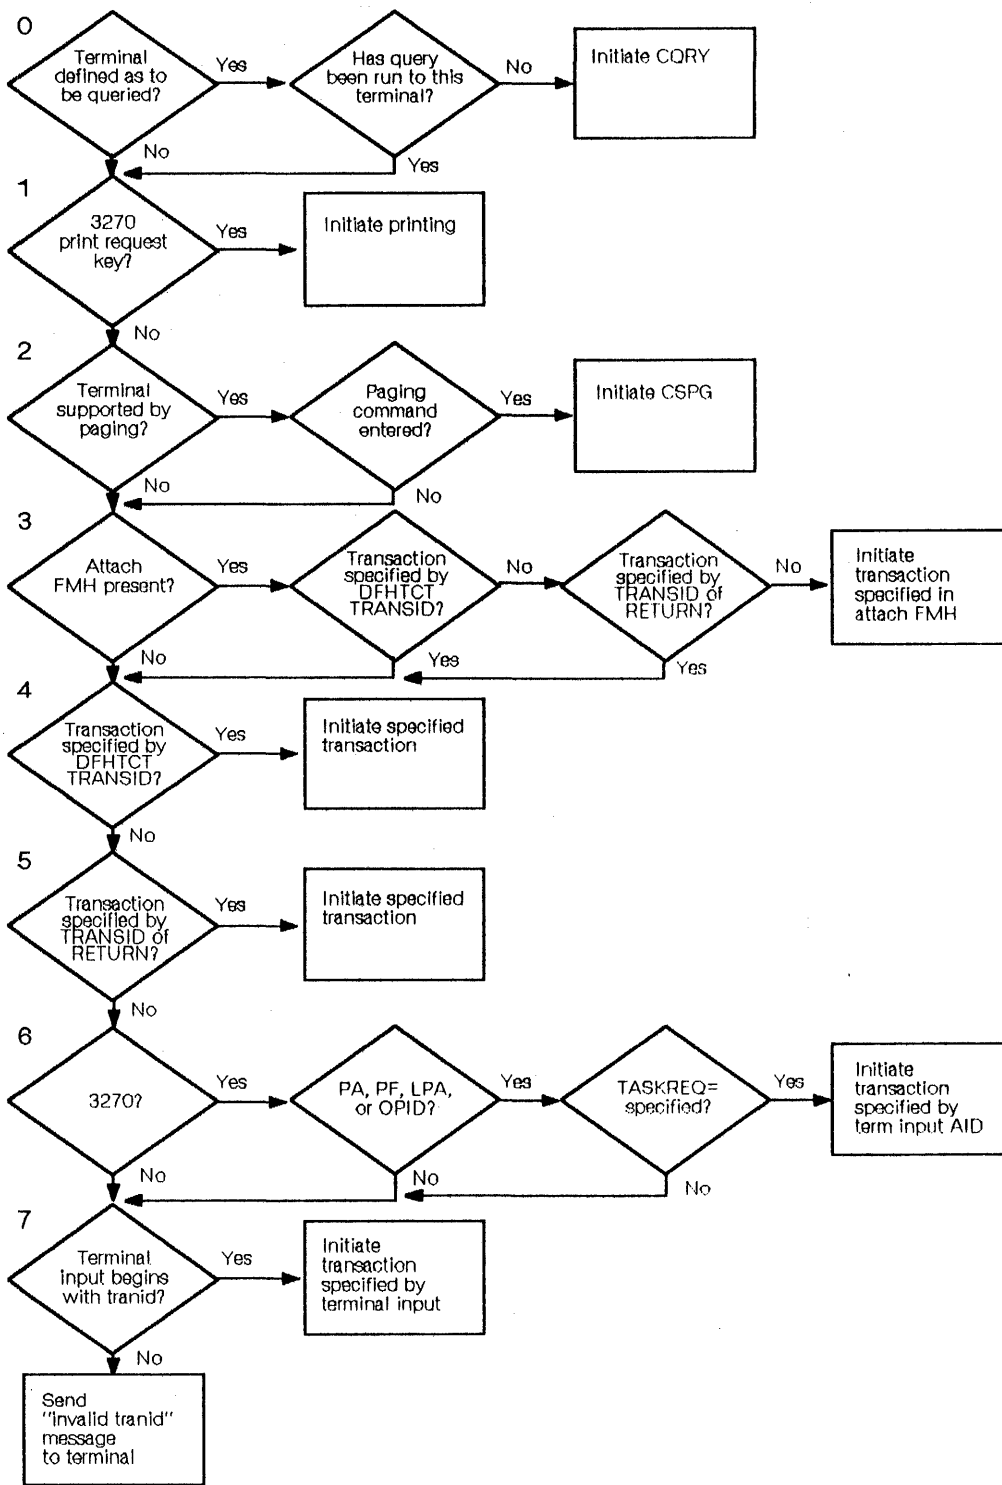 0
Terminal
defined as to
be queried?
Yes
Has query
been run to this
terminal?
No
Initiate CQRY
No
Yes
1
3270
print request
key?
Yes
Initiate printing
No
2
Terminal
supported by
paging?
Yes
Paging
command
entered?
Yes
Initiate CSPG
No
No
3
Attach
FMH present?
Yes
Transaction
specified by
DFHTCT
TRANSID?
No
Transaction
specified by
TRANSID of
RETURN?
No
Initiate
transaction
specified in
attach FMH
No
Yes
Yes
4
Transaction
specified by
DFHTCT
TRANSID?
Yes
Initiate specified
transaction
No
5
Transaction
specified by
TRANSID of
RETURN?
Yes
Initiate specified
transaction
No
6
3270?
Yes
PA, PF, LPA,
or OPID?
Yes
TASKREQ=
specified?
Yes
Initiate
transaction
specified by
term input AID
No
No
No
7
Terminal
input begins
with tranid?
Yes
Initiate
transaction
specified by
terminal input
No
Send
"invalid tranid"
message
to terminal